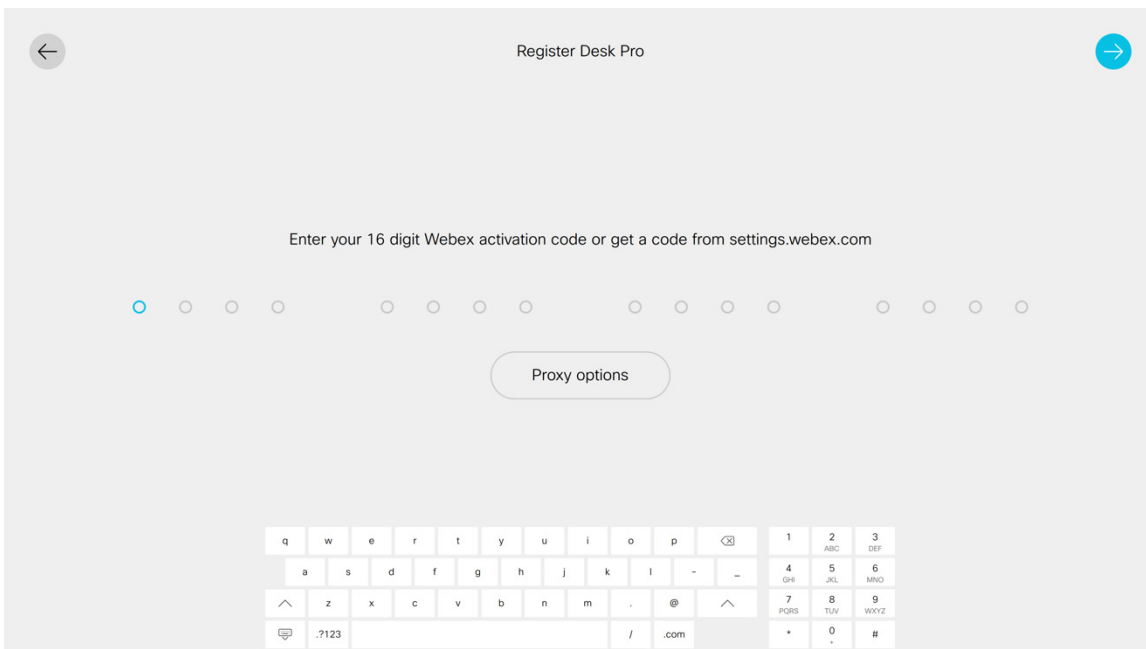 Register Desk Pro
Enter your 16 digit Webex activation code or get a code from settings.webex.com
Proxy options
q w e r t y u i o p 1 2 3
ABC DEF
a s d f g h j k l - _ 4 5 6
GHI JKL MNO
z x c v b n m . @ 7 8 9
PQRS TUV WXYZ
.?123 / .com * 0 #
+